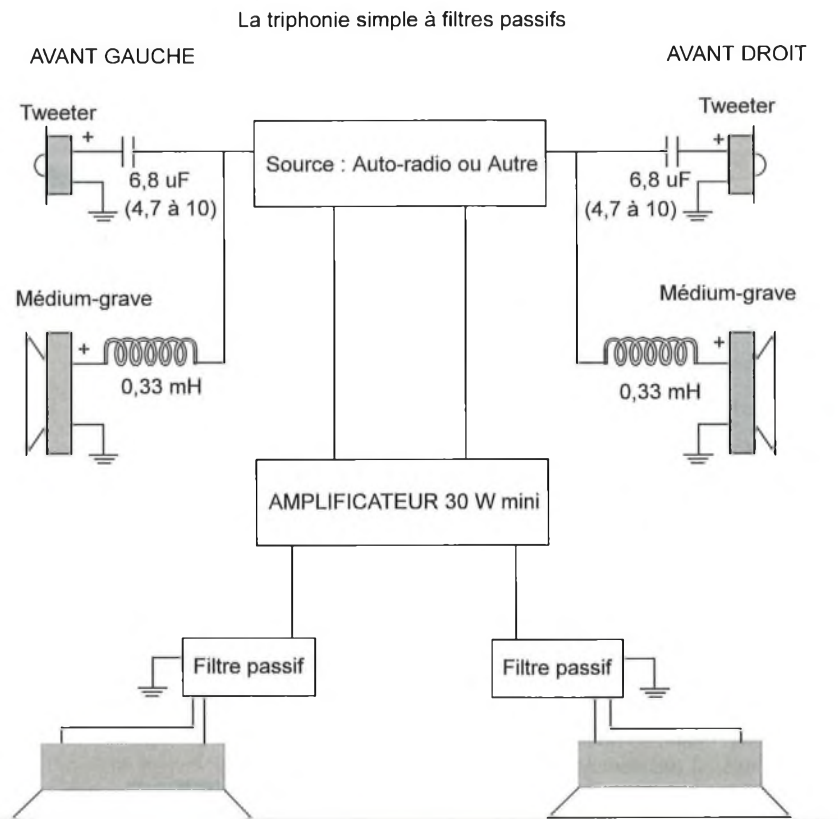 La triphonie simple à filtres passifs
AVANT GAUCHE
AVANT DROIT
Tweeter
+
6,8 uF
(4,7 à 10)
Source : Auto-radio ou Autre
Tweeter
+
6,8 uF
(4,7 à 10)
Médium-grave
+
0,33 mH
Médium-grave
+
0,33 mH
AMPLIFICATEUR 30 W mini
Filtre passif
Filtre passif